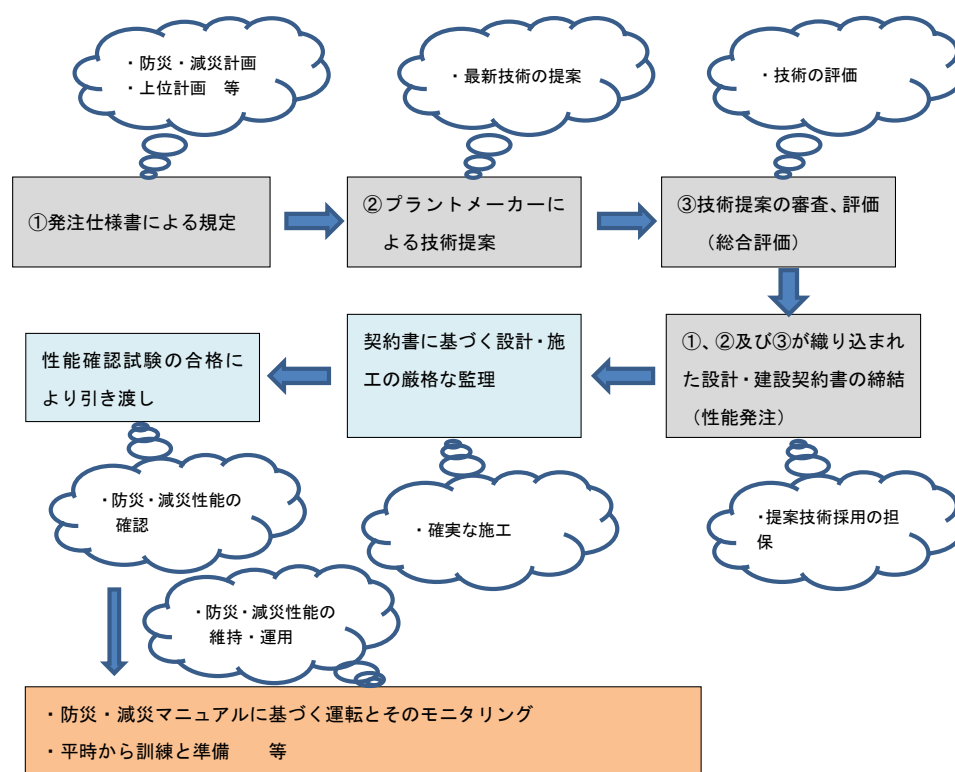 ・防災・減災計画
・上位計画　等
・最新技術の提案
・技術の評価
①発注仕様書による規定
②プラントメーカーに
よる技術提案
③技術提案の審査、評価
（総合評価）
性能確認試験の合格に
より引き渡し
契約書に基づく設計・施
工の厳格な監理
①、②及び③が織り込まれ
た設計・建設契約書の締結
（性能発注）
・防災・減災性能の
確認
・確実な施工
・提案技術採用の担
保
・防災・減災性能の
維持・運用
・防災・減災マニュアルに基づく運転とそのモニタリング
・平時から訓練と準備　　等